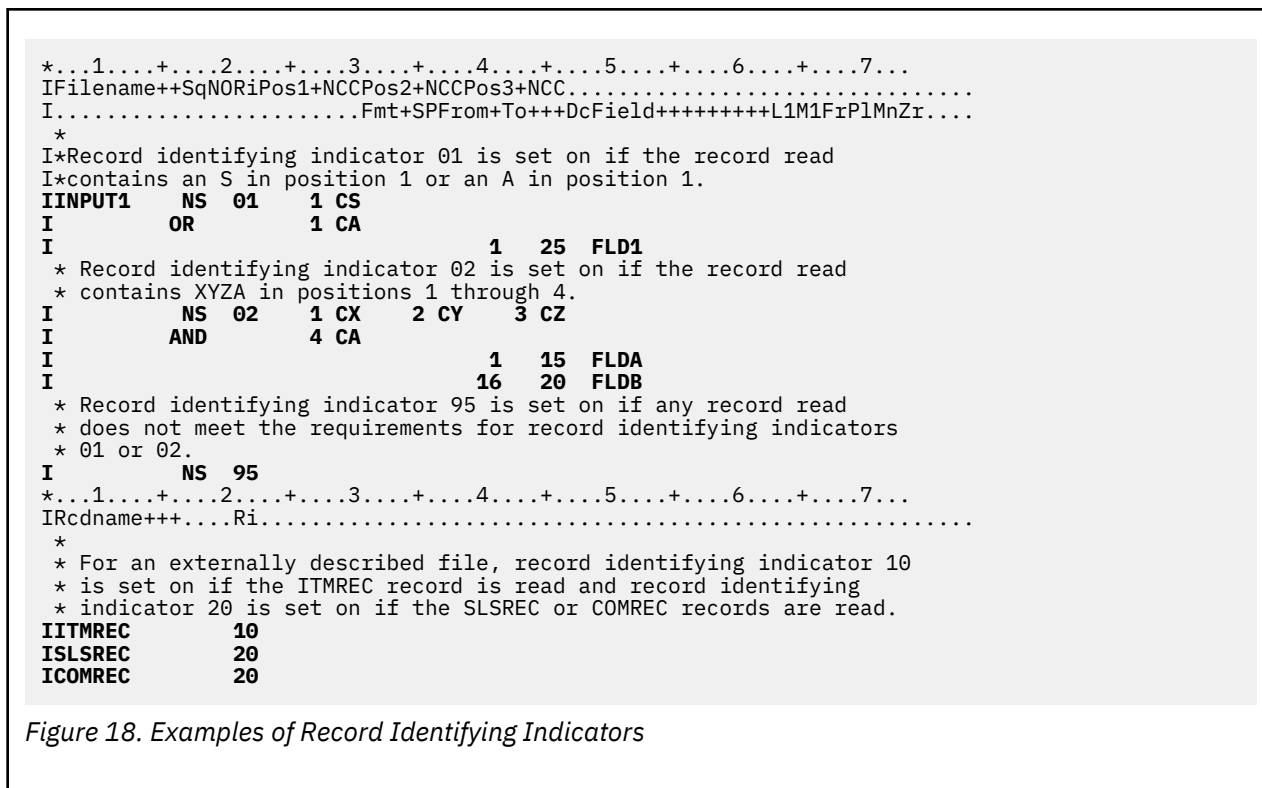 *...1....+....2....+....3....+....4....+....5....+....6....+....7...
IFilename++SqNORiPos1+NCCPos2+NCCPos3+NCC................................
I........................Fmt+SPFrom+To+++DcField+++++++++L1M1FrPlMnZr....
 *
I*Record identifying indicator 01 is set on if the record read
I*contains an S in position 1 or an A in position 1.
IINPUT1    NS  01    1 CS
I         OR         1 CA
I                                  1   25  FLD1
 * Record identifying indicator 02 is set on if the record read
 * contains XYZA in positions 1 through 4.
I          NS  02    1 CX    2 CY    3 CZ
I         AND        4 CA
I                                  1   15  FLDA
I                                 16   20  FLDB
 * Record identifying indicator 95 is set on if any record read
 * does not meet the requirements for record identifying indicators
 * 01 or 02.
I          NS  95
*...1....+....2....+....3....+....4....+....5....+....6....+....7...
IRcdname+++....Ri........................................................
 *
 * For an externally described file, record identifying indicator 10
 * is set on if the ITMREC record is read and record identifying
 * indicator 20 is set on if the SLSREC or COMREC records are read.
IITMREC        10
ISLSREC        20
ICOMREC        20
Figure 18. Examples of Record Identifying Indicators